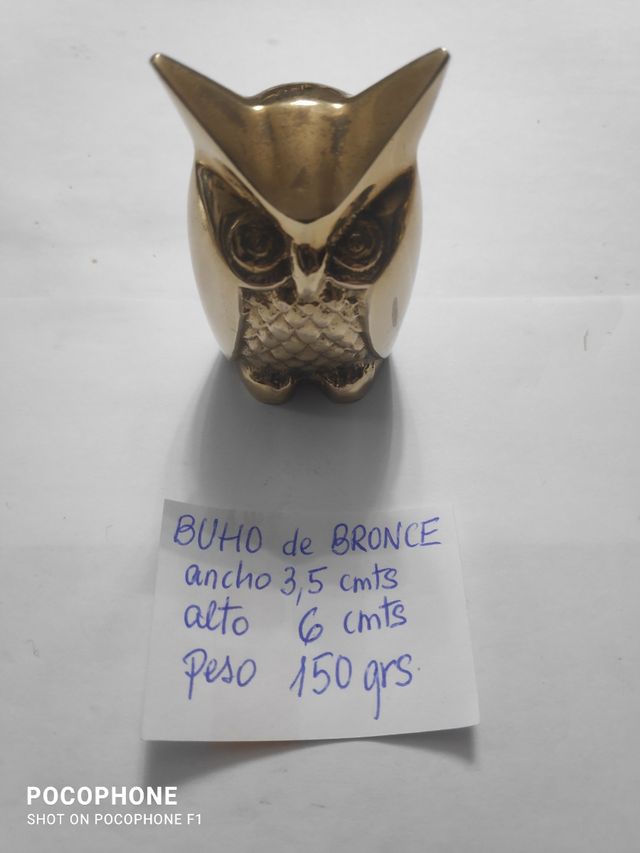 BUHO de BRONCE
ancho 3,5 cmts
alto 6 cmts
Peso 150 grs.
POCOPHONE
SHOT ON POCOPHONE F1